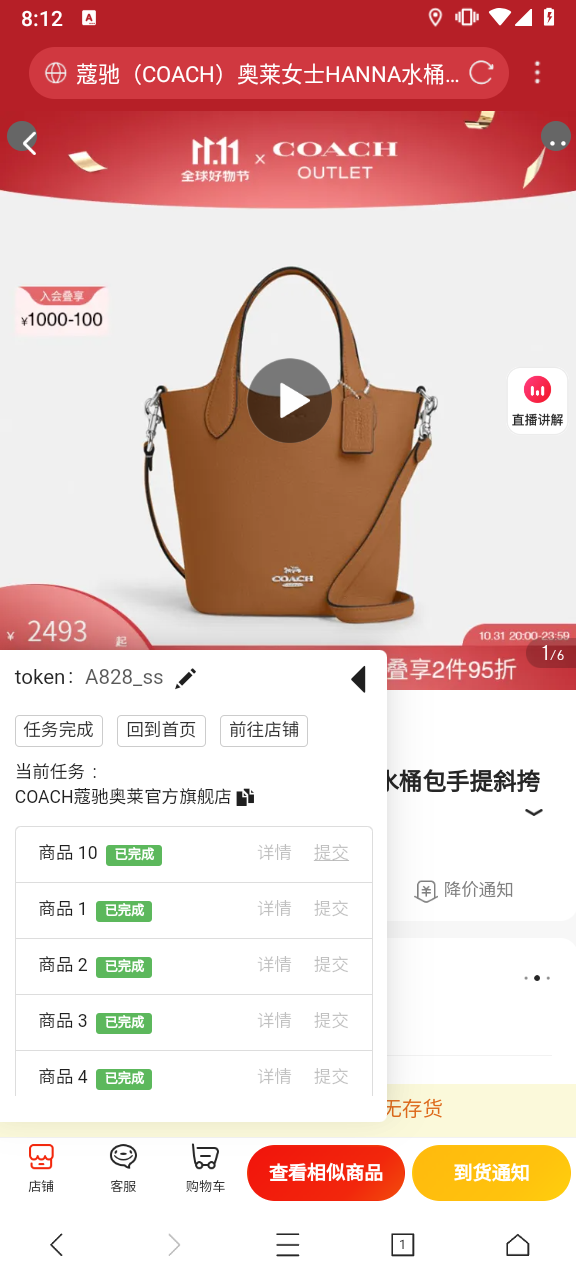 8:12
A
蔻驰（COACH）奥莱女士HANNA水桶...
11.11 × COACH
全球好物节 OUTLET
入会叠享
¥1000-100
直播讲解
COACH
¥ 2493 起
10.31 20:00-23:59
叠享2件95折
1/6
token： A828_ss
任务完成 回到首页 前往店铺
当前任务：
COACH蔻驰奥莱官方旗舰店
水桶包手提斜挎
降价通知
商品 10 已完成 详情 提交
商品 1 已完成 详情 提交
商品 2 已完成 详情 提交
商品 3 已完成 详情 提交
商品 4 已完成 详情 提交
无存货
店铺 客服 购物车 查看相似商品 到货通知
1